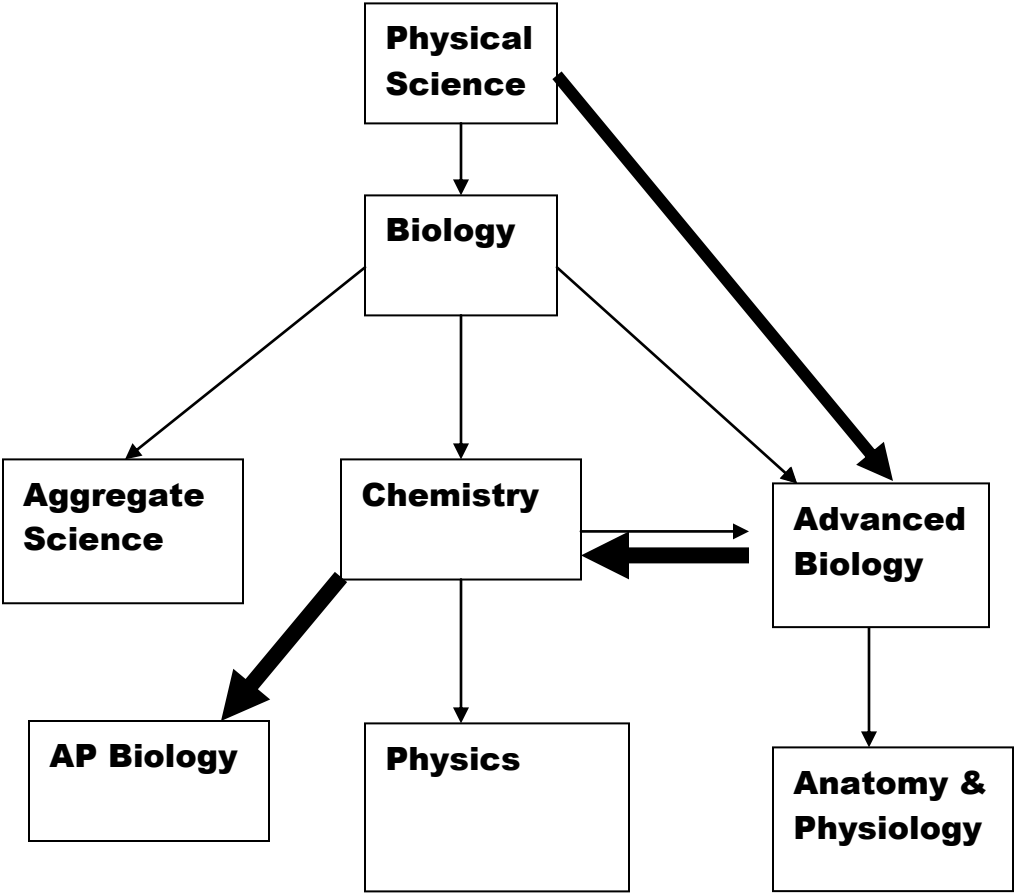 Physical
Science
Biology
Aggregate
Science
Chemistry
Advanced
Biology
AP Biology
Physics
Anatomy &
Physiology